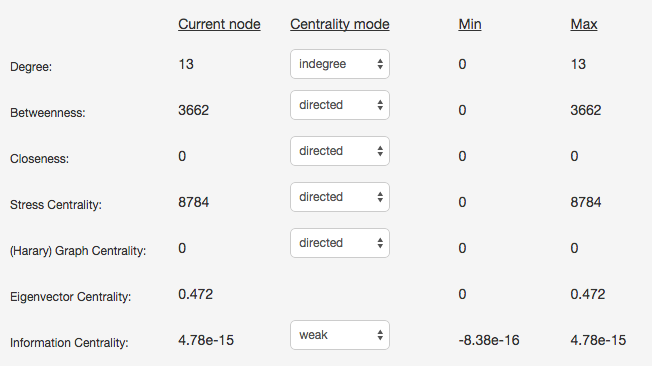 Current node Centrality mode Min Max
Degree: 13 indegree 0 13
Betweenness: 3662 directed 0 3662
Closeness: 0 directed 0 0
Stress Centrality: 8784 directed 0 8784
(Harary) Graph Centrality: 0 directed 0 0
Eigenvector Centrality: 0.472 0 0.472
Information Centrality: 4.78e-15 weak -8.38e-16 4.78e-15